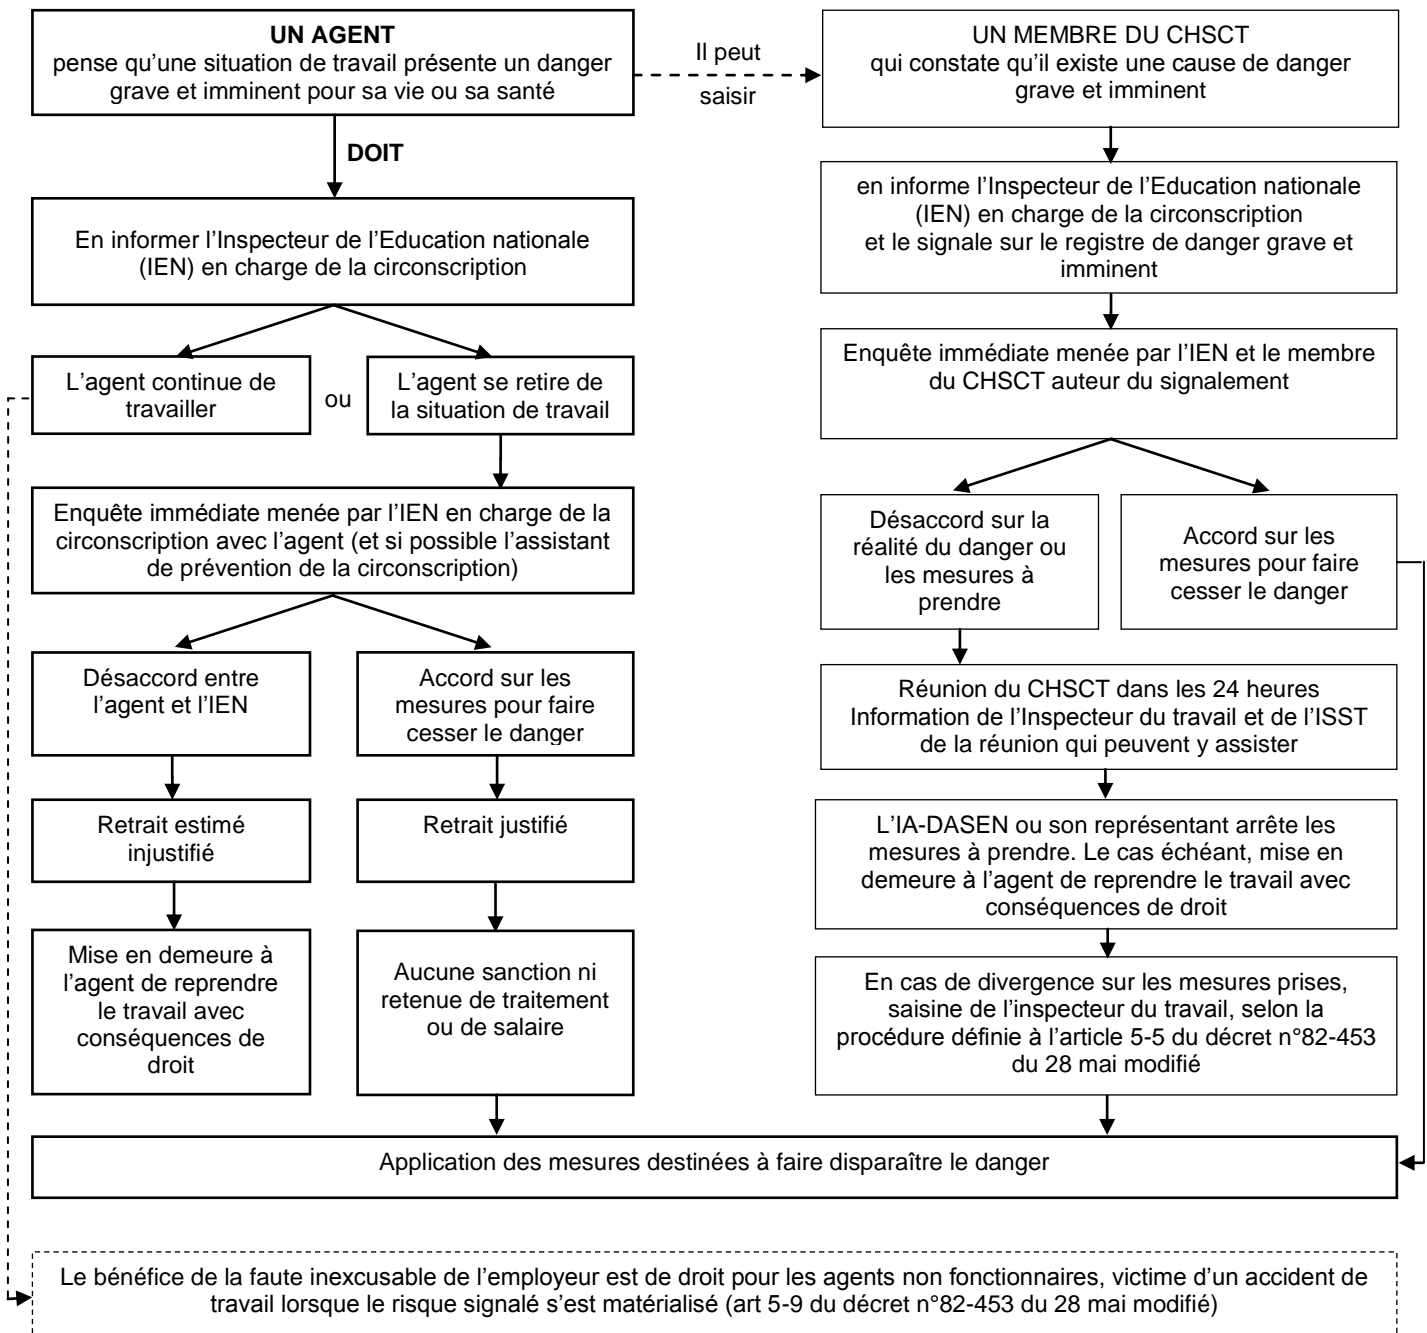 UN AGENT
pense qu'une situation de travail présente un danger
grave et imminent pour sa vie ou sa santé
Il peut
saisir
UN MEMBRE DU CHSCT
qui constate qu'il existe une cause de danger
grave et imminent
DOIT
En informer l'Inspecteur de l'Education nationale
(IEN) en charge de la circonscription
L'agent continue de
travailler
ou
L'agent se retire de
la situation de travail
Enquête immédiate menée par l'IEN en charge de la
circonscription avec l'agent (et si possible l'assistant
de prévention de la circonscription)
Désaccord entre
l'agent et l'IEN
Accord sur les
mesures pour faire
cesser le danger
Retrait estimé
injustifié
Retrait justifié
Mise en demeure à
l'agent de reprendre
le travail avec
conséquences de
droit
Aucune sanction ni
retenue de traitement
ou de salaire
en informe l'Inspecteur de l'Education nationale
(IEN) en charge de la circonscription
et le signale sur le registre de danger grave et
imminent
Enquête immédiate menée par l'IEN et le membre
du CHSCT auteur du signalement
Désaccord sur la
réalité du danger ou
les mesures à
prendre
Accord sur les
mesures pour faire
cesser le danger
Réunion du CHSCT dans les 24 heures
Information de l'Inspecteur du travail et de l'ISST
de la réunion qui peuvent y assister
L'IA-DASEN ou son représentant arrête les
mesures à prendre. Le cas échéant, mise en
demeure à l'agent de reprendre le travail avec
conséquences de droit
En cas de divergence sur les mesures prises,
saisine de l'inspecteur du travail, selon la
procédure définie à l'article 5-5 du décret n°82-453
du 28 mai modifié
Application des mesures destinées à faire disparaître le danger
Le bénéfice de la faute inexcusable de l'employeur est de droit pour les agents non fonctionnaires, victime d'un accident de
travail lorsque le risque signalé s'est matérialisé (art 5-9 du décret n°82-453 du 28 mai modifié)